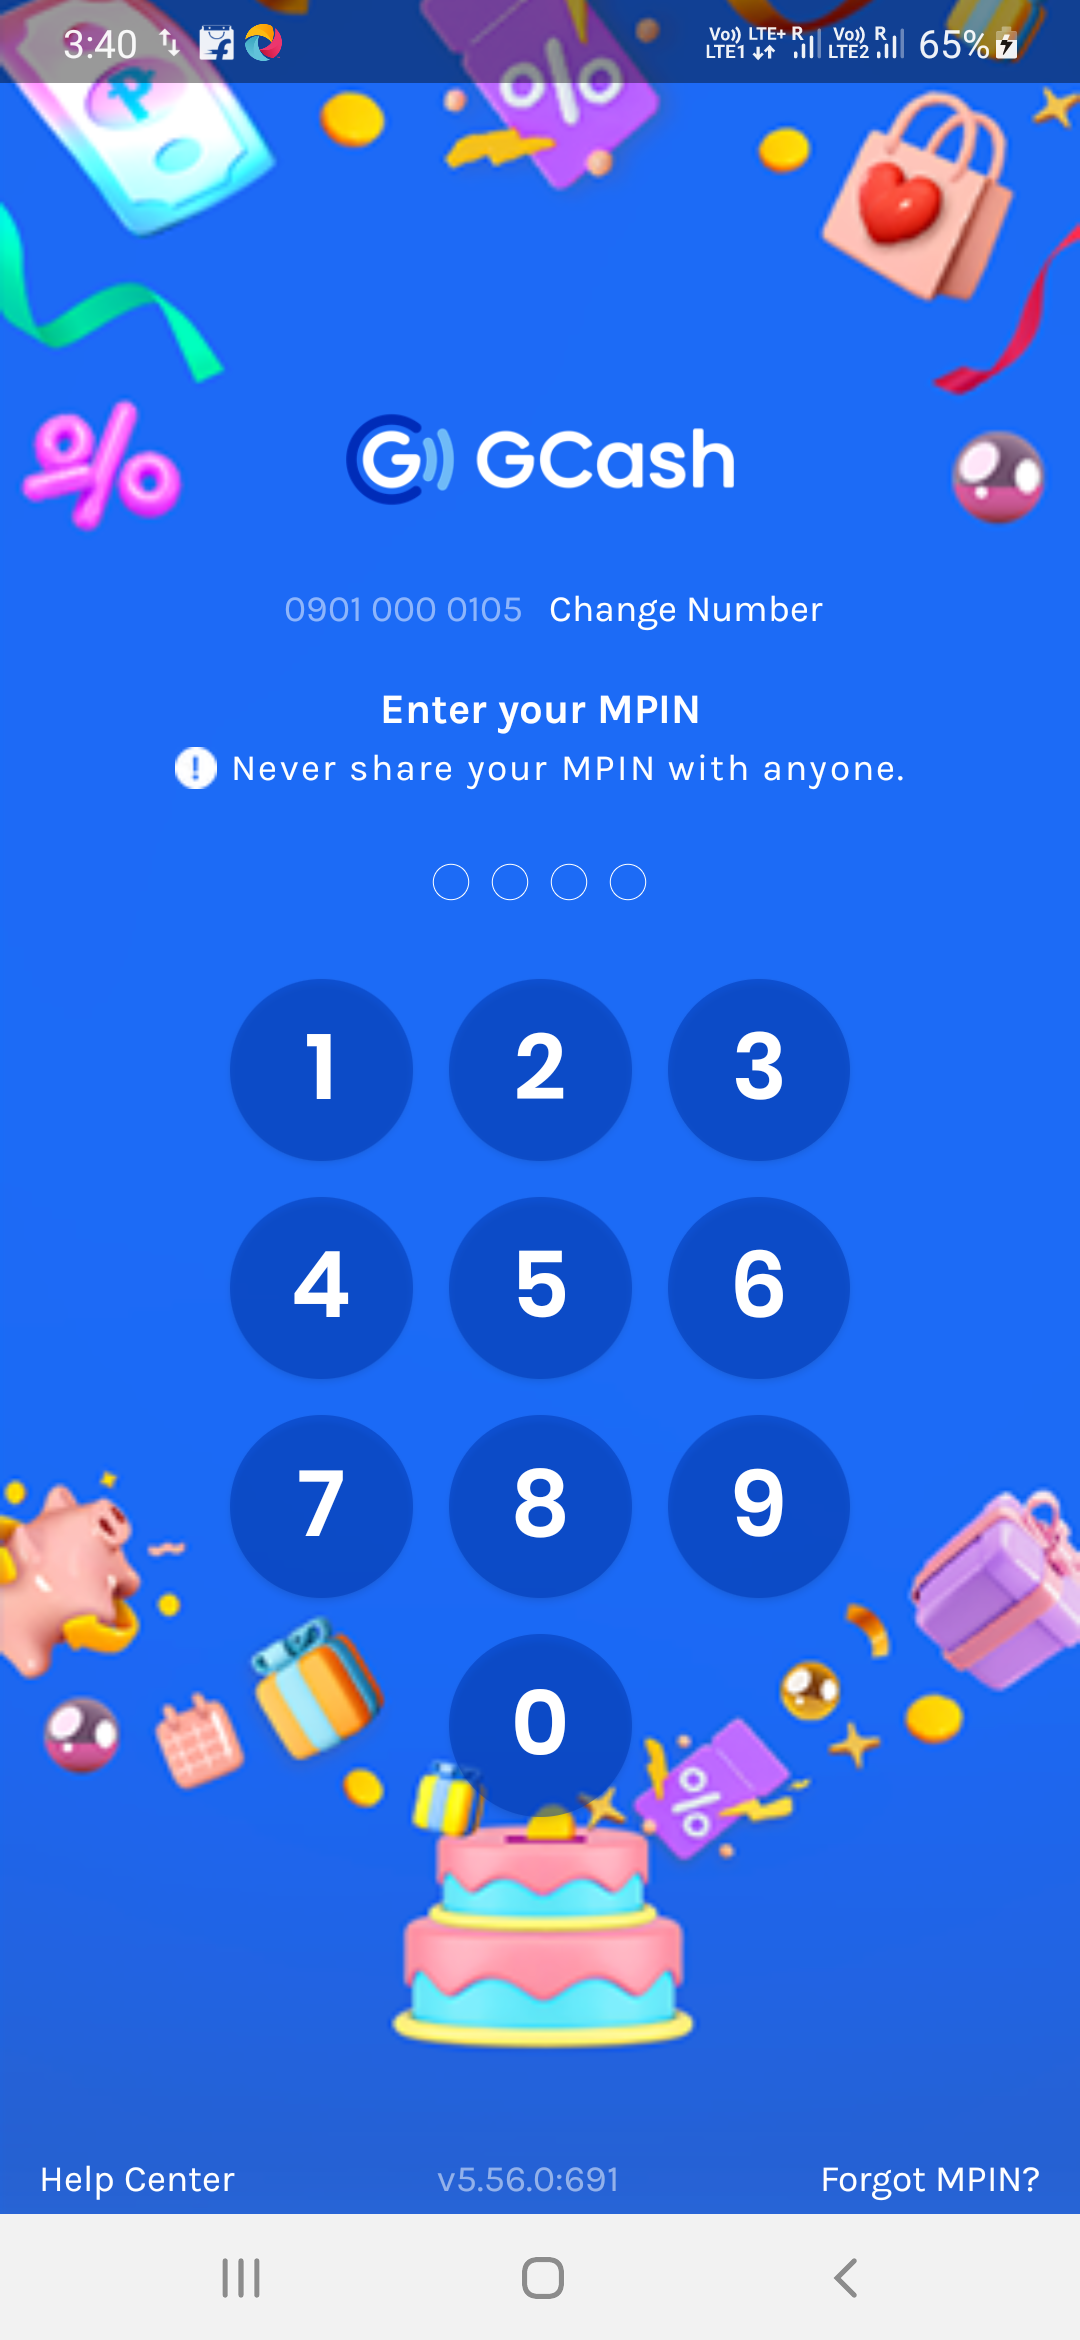 3:40 Vo)) LTE+ R Vo)) R 65%
LTE1 LTE2
%
%
G GCash
0901 000 0105 Change Number
Enter your MPIN
! Never share your MPIN with anyone.
1 2 3
4 5 6
7 8 9
0
%
Help Center v5.56.0:691 Forgot MPIN?